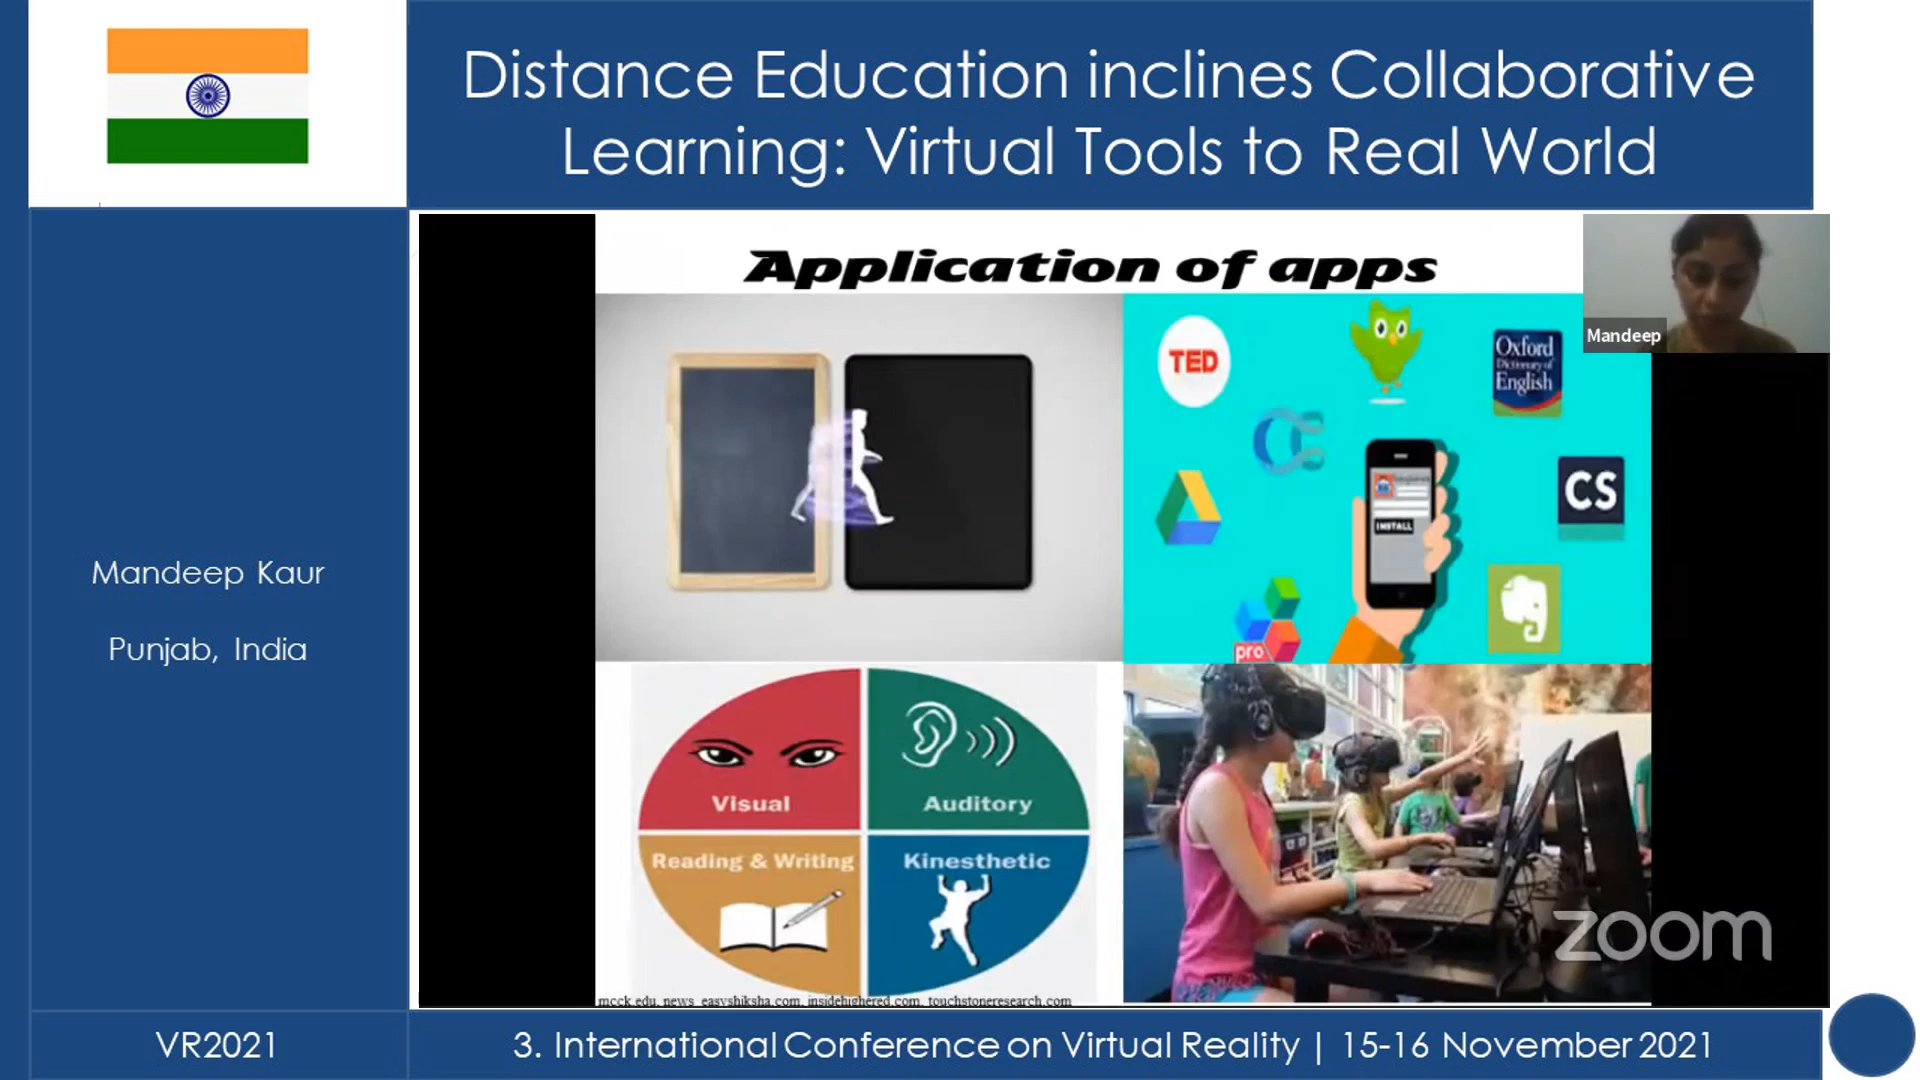 Distance Education inclines Collaborative
Learning: Virtual Tools to Real World
Application of apps
Mandeep
TED
Oxford
Dictionary of
English
CS
INSTALL
pro
Mandeep Kaur
Punjab, India
Visual
Auditory
Reading & Writing
Kinesthetic
zoom
mcck.edu, news easyshiksha.com, insidehighered.com, touchstoneresearch.com
VR2021
3. International Conference on Virtual Reality | 15-16 November 2021